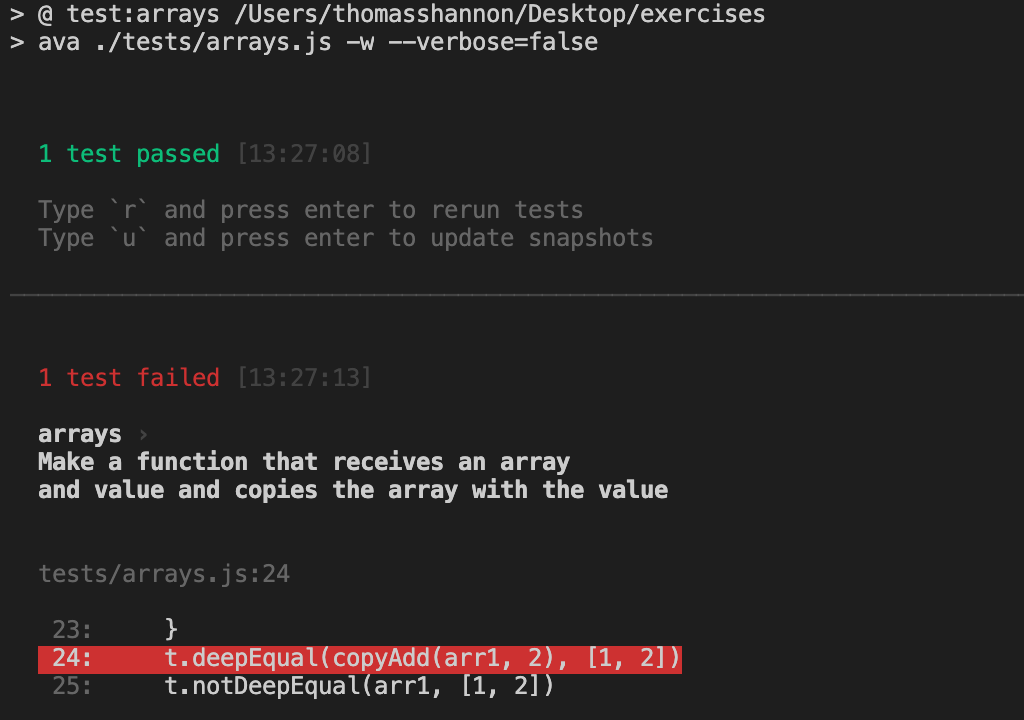 > @ test:arrays /Users/thomasshannon/Desktop/exercises
> ava ./tests/arrays.js -w --verbose=false
1 test passed [13:27:08]
Type `r` and press enter to rerun tests
Type `u` and press enter to update snapshots
1 test failed [13:27:13]
arrays ›
Make a function that receives an array
and value and copies the array with the value
tests/arrays.js:24
23: }
24: t.deepEqual(copyAdd(arr1, 2), [1, 2])
25: t.notDeepEqual(arr1, [1, 2])